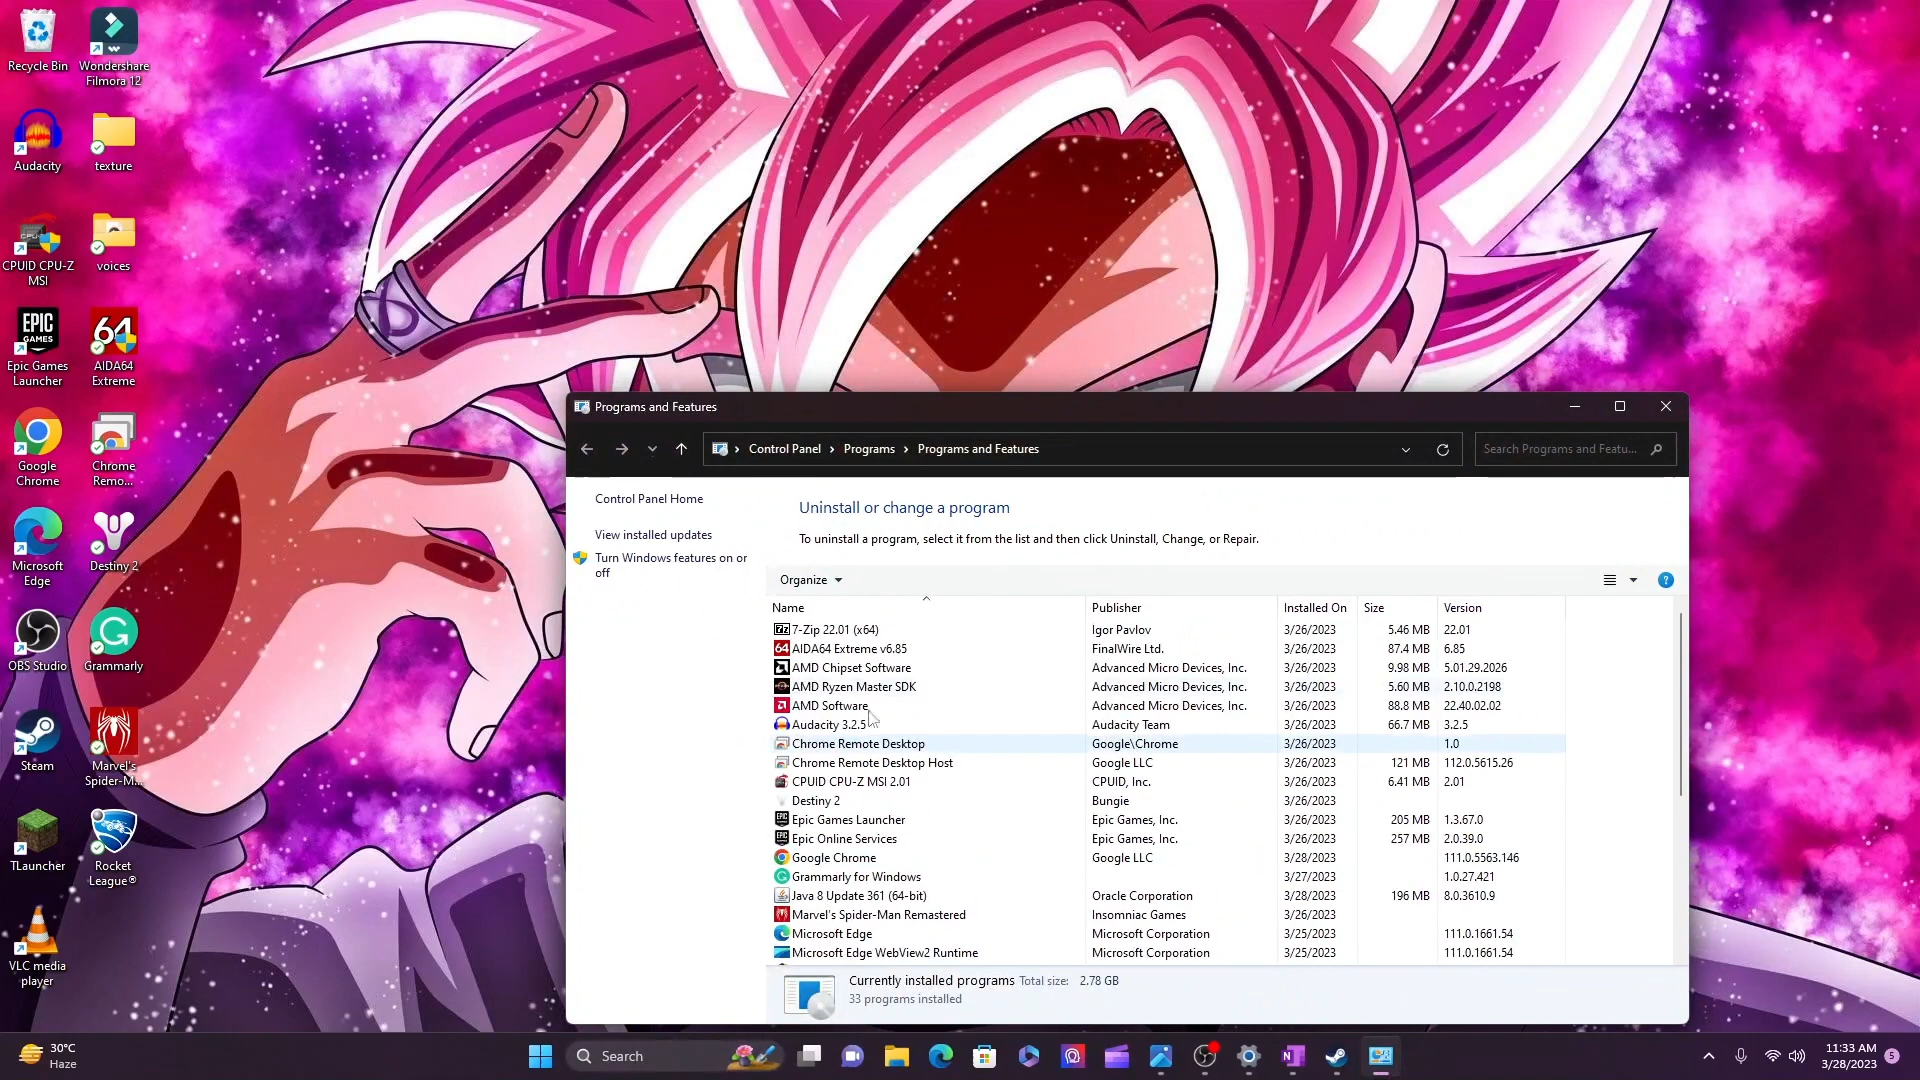 Recycle Bin
Wondershare
Filmora 12
Audacity
texture
CPUID CPU-Z
MSI
voices
EPIC
GAMES
Epic Games
Launcher
64
AIDA64
Extreme
Google
Chrome
Chrome
Remo...
Microsoft
Edge
Destiny 2
OBS Studio
Grammarly
Steam
Marvel's
Spider-M...
TLauncher
Rocket
League®
VLC media
player
Programs and Features
Control Panel > Programs > Programs and Features
Search Programs and Featu...
Control Panel Home
View installed updates
Turn Windows features on or
off
Uninstall or change a program
To uninstall a program, select it from the list and then click Uninstall, Change, or Repair.
Organize
Name Publisher Installed On Size Version
7-Zip 22.01 (x64) Igor Pavlov 3/26/2023 5.46 MB 22.01
AIDA64 Extreme v6.85 FinalWire Ltd. 3/26/2023 87.4 MB 6.85
AMD Chipset Software Advanced Micro Devices, Inc. 3/26/2023 9.98 MB 5.01.29.2026
AMD Ryzen Master SDK Advanced Micro Devices, Inc. 3/26/2023 5.60 MB 2.10.0.2198
AMD Software Advanced Micro Devices, Inc. 3/26/2023 88.8 MB 22.40.02.02
Audacity 3.2.5 Audacity Team 3/26/2023 66.7 MB 3.2.5
Chrome Remote Desktop Google\Chrome 3/26/2023 1.0
Chrome Remote Desktop Host Google LLC 3/26/2023 121 MB 112.0.5615.26
CPUID CPU-Z MSI 2.01 CPUID, Inc. 3/26/2023 6.41 MB 2.01
Destiny 2 Bungie 3/26/2023
Epic Games Launcher Epic Games, Inc. 3/26/2023 205 MB 1.3.67.0
Epic Online Services Epic Games, Inc. 3/26/2023 257 MB 2.0.39.0
Google Chrome Google LLC 3/28/2023 111.0.5563.146
Grammarly for Windows 3/27/2023 1.0.27.421
Java 8 Update 361 (64-bit) Oracle Corporation 3/28/2023 196 MB 8.0.3610.9
Marvel's Spider-Man Remastered Insomniac Games 3/26/2023
Microsoft Edge Microsoft Corporation 3/25/2023 111.0.1661.54
Microsoft Edge WebView2 Runtime Microsoft Corporation 3/25/2023 111.0.1661.54
Currently installed programs Total size: 2.78 GB
33 programs installed
30°C
Haze
Search
11:33 AM
3/28/2023
5